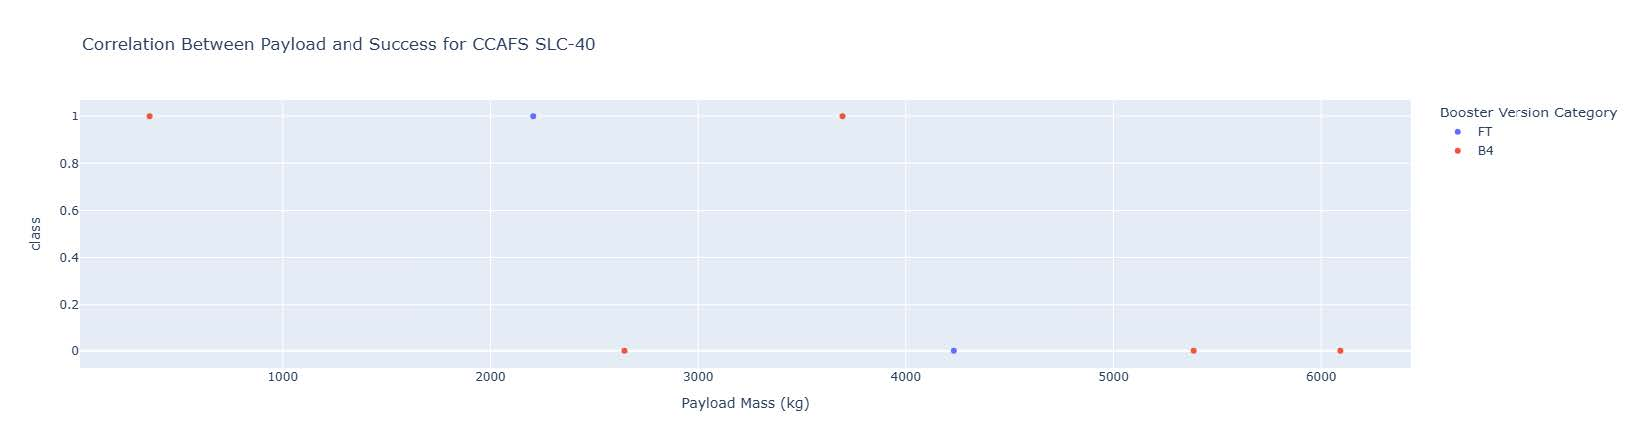 Correlation Between Payload and Success for CCAFS SLC-40
Booster Version Category
FT
B4
class
1
0.8
0.6
0.4
0.2
0
1000
2000
3000
4000
5000
6000
Payload Mass (kg)